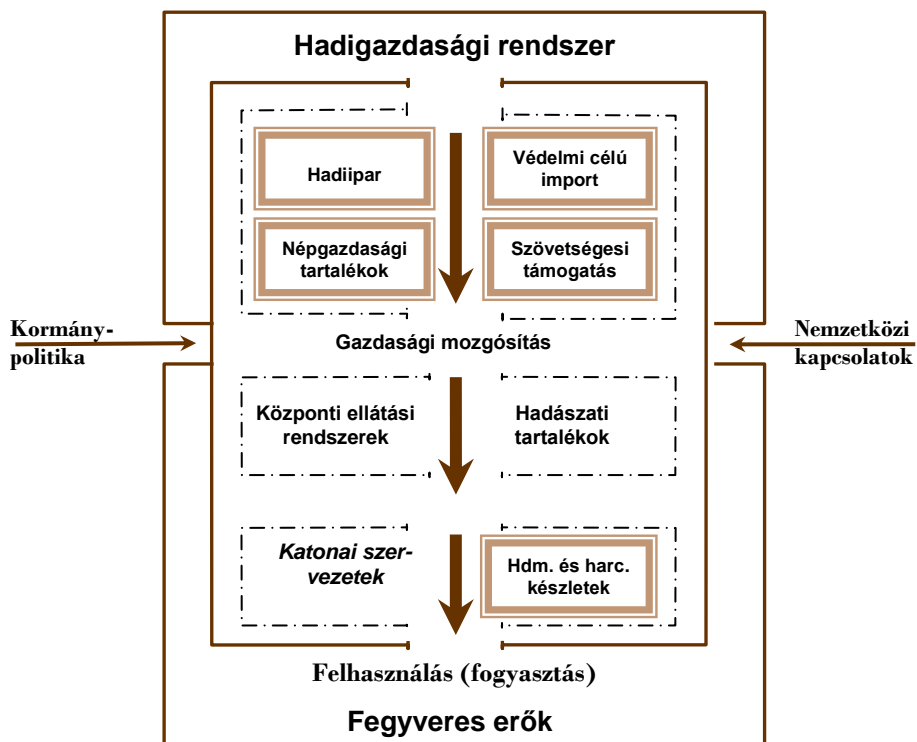 Hadigazdasági rendszer
Hadiipar
Védelmi célú
import
Népgazdasági
tartalékok
Szövetségesi
támogatás
Kormány-
politika
Gazdasági mozgósítás
Nemzetközi
kapcsolatok
Központi ellátási
rendszerek
Hadászati
tartalékok
Katonai szer-
vezetek
Hdm. és harc.
készletek
Felhasználás (fogyasztás)
Fegyveres erők